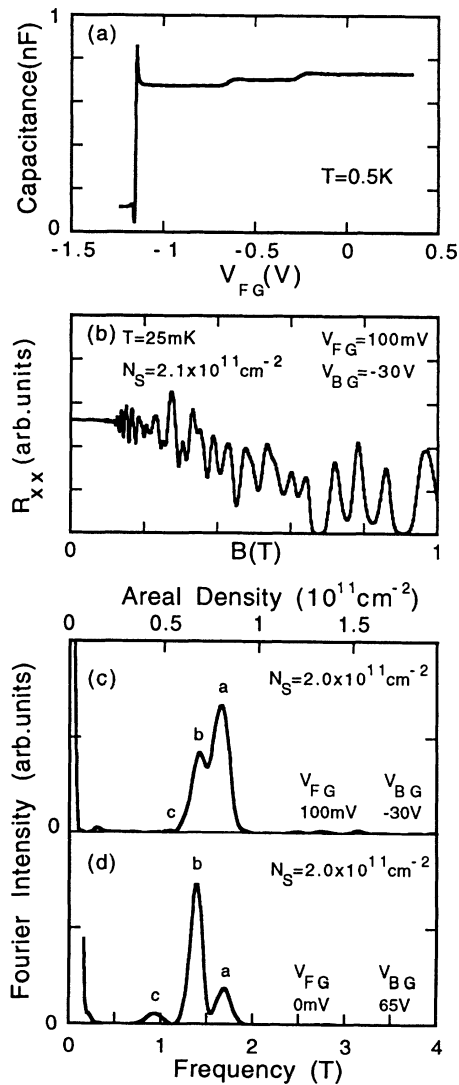 1
(a)
Capacitance(nF)
T=0.5K
0
-1.5 -1 -0.5 0 0.5
V_FG(V)
(b) T=25mK V_FG=100mV
N_S=2.1x10^11cm^-2 V_BG=-30V
R_xx (arb.units)
0 B(T) 1
Areal Density (10^11cm^-2)
0 0.5 1 1.5
(c) N_S=2.0x10^11cm^-2
a
b
c
V_FG V_BG
100mV -30V
0
Fourier Intensity (arb.units)
(d) b N_S=2.0x10^11cm^-2
a
c
V_FG V_BG
0mV 65V
0
0 1 2 3 4
Frequency (T)